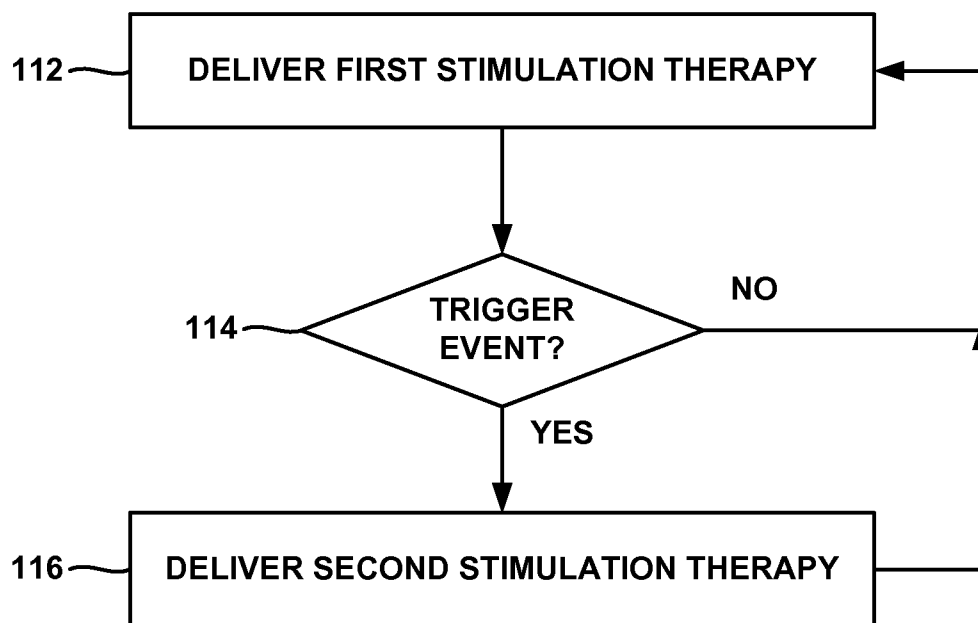 112
DELIVER FIRST STIMULATION THERAPY
114
TRIGGER
EVENT?
NO
YES
116
DELIVER SECOND STIMULATION THERAPY